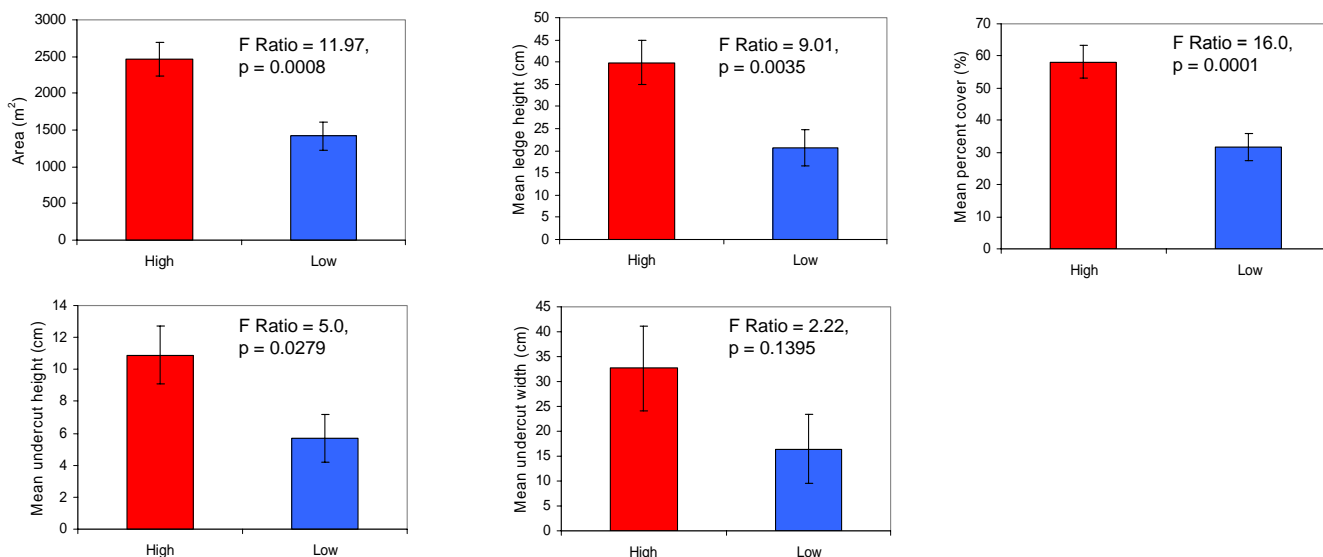 Area (m²)
3000
2500
2000
1500
1000
500
0
F Ratio = 11.97,
p = 0.0008
High Low
Mean ledge height (cm)
50
45
40
35
30
25
20
15
10
5
0
F Ratio = 9.01,
p = 0.0035
High Low
Mean percent cover (%)
70
60
50
40
30
20
10
0
F Ratio = 16.0,
p = 0.0001
High Low
Mean undercut height (cm)
14
12
10
8
6
4
2
0
F Ratio = 5.0,
p = 0.0279
High Low
Mean undercut width (cm)
45
40
35
30
25
20
15
10
5
0
F Ratio = 2.22,
p = 0.1395
High Low